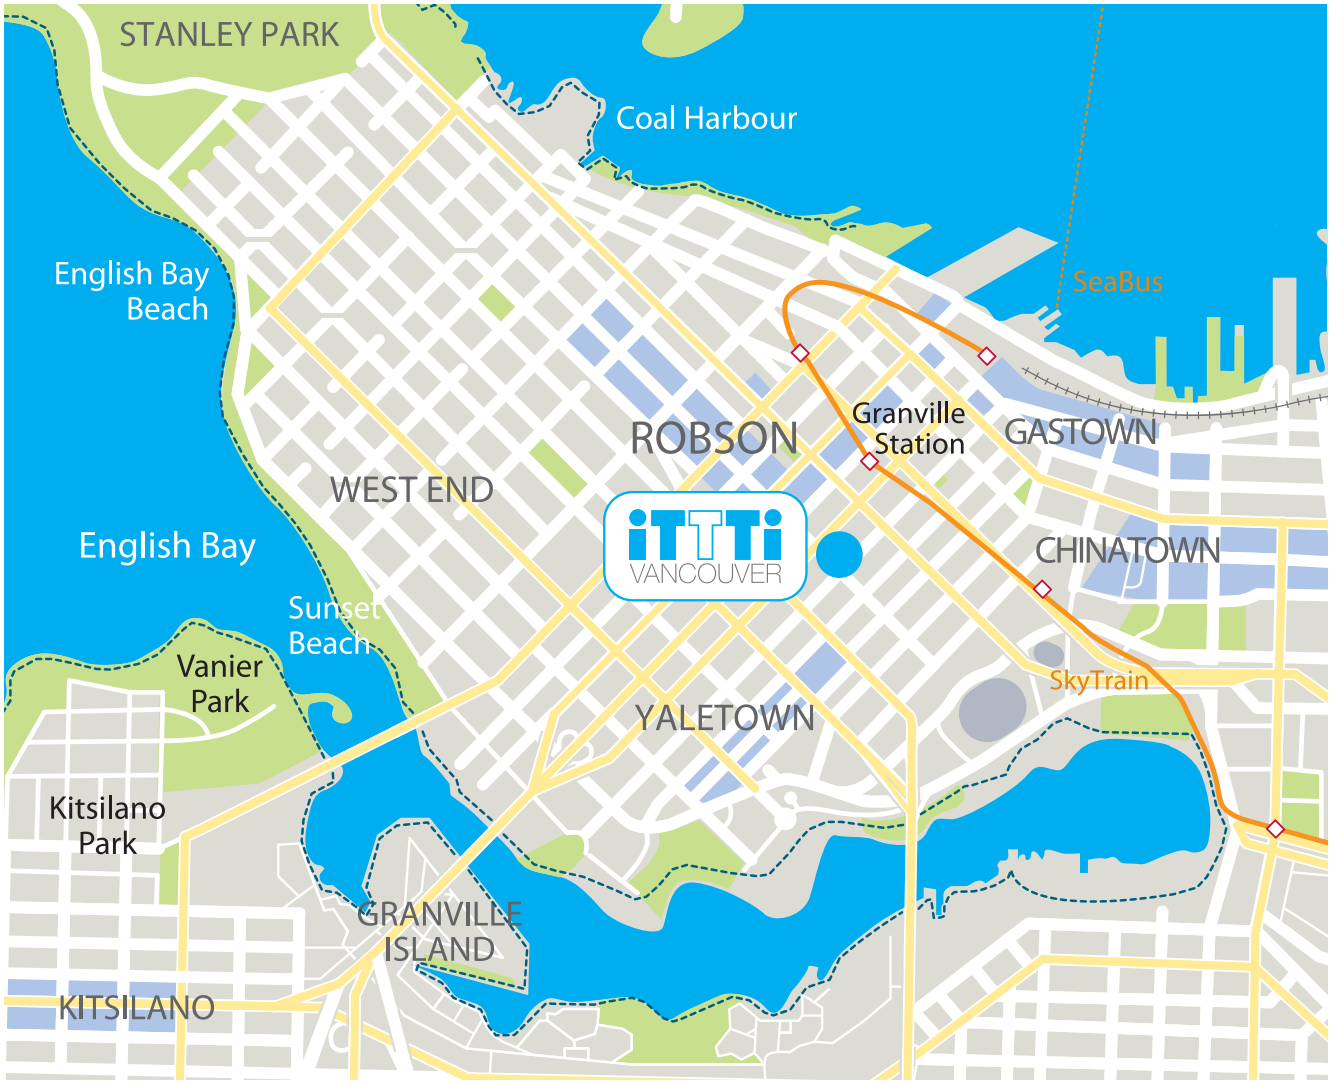 STANLEY PARK
Coal Harbour
English Bay
Beach
SeaBus
Granville
Station
ROBSON
GASTOWN
WEST END
iTTTi
VANCOUVER
English Bay
CHINATOWN
Sunset
Beach
Vanier
Park
SkyTrain
YALETOWN
Kitsilano
Park
GRANVILLE
ISLAND
KITSILANO